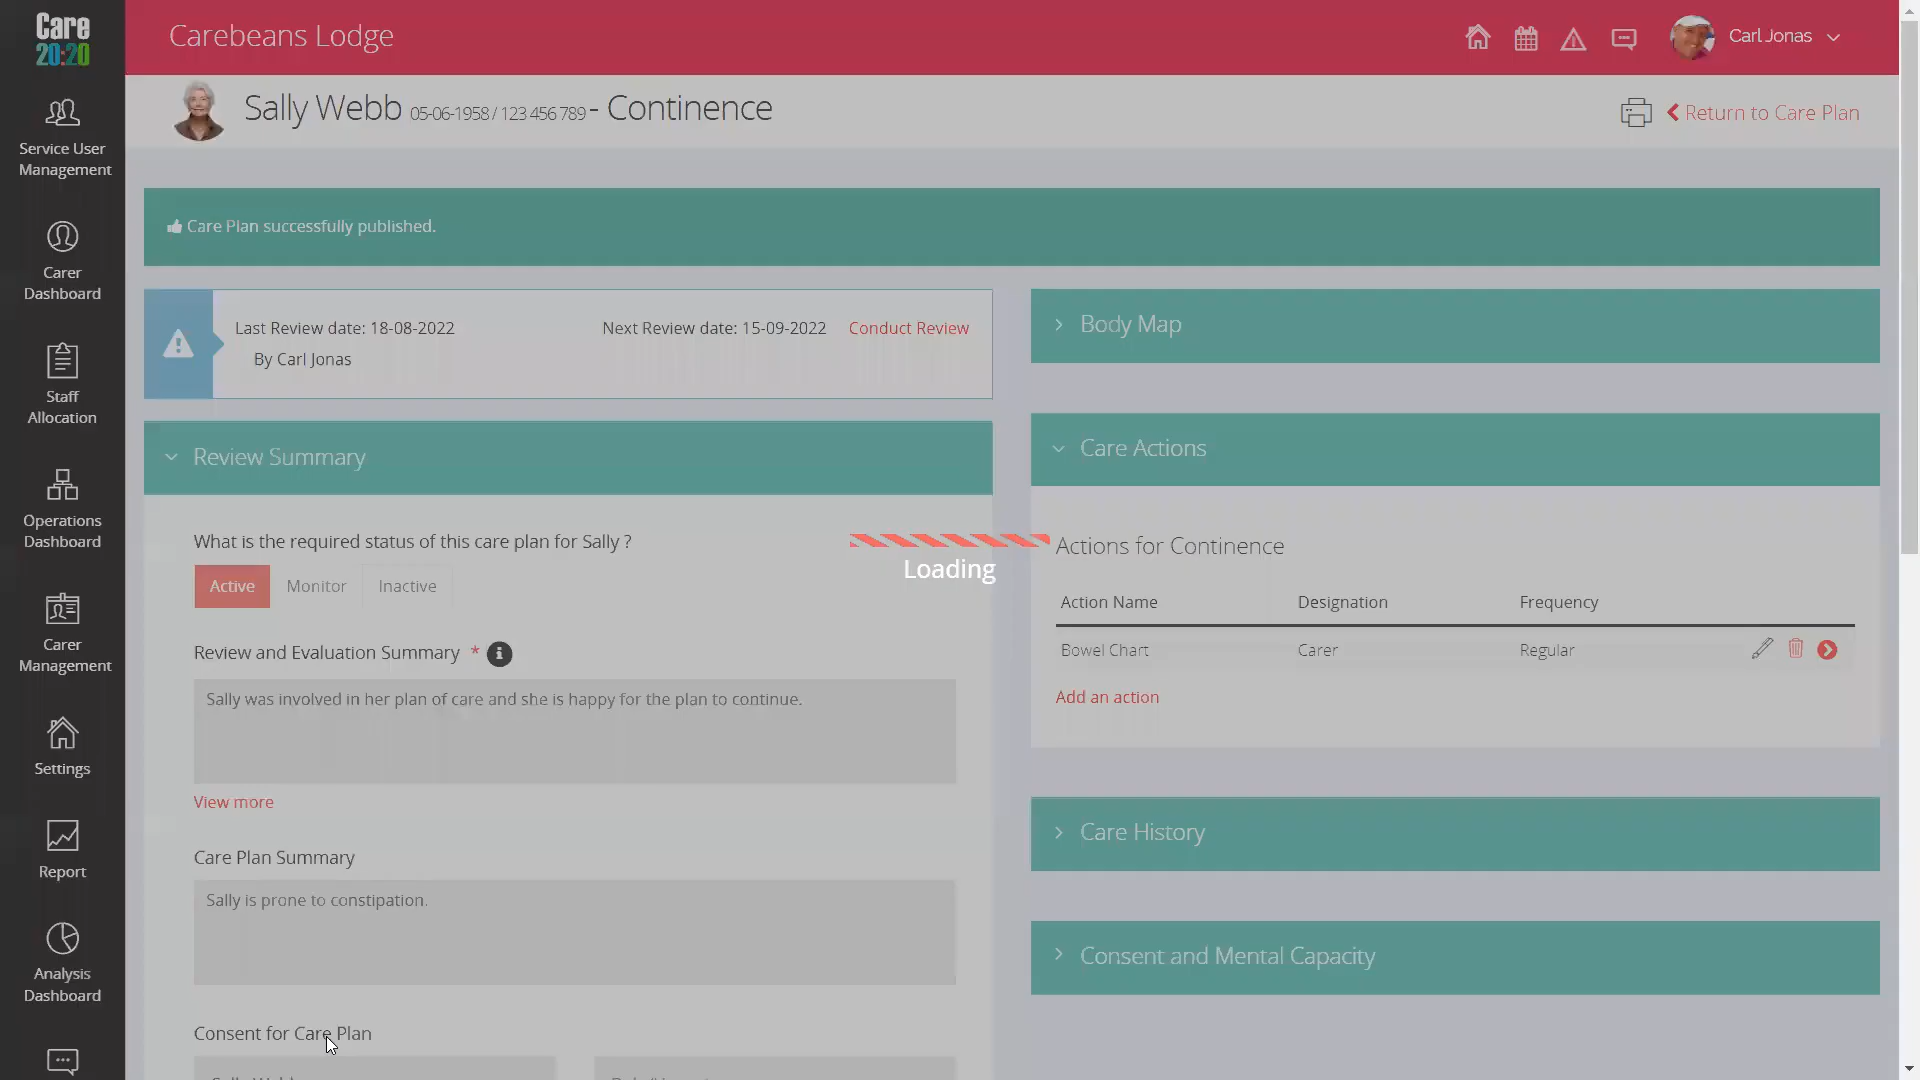 Care
20:20
Carebeans Lodge
Carl Jonas
Sally Webb 05-06-1958 / 123 456 789 - Continence
Return to Care Plan
Service User
Management
Carer
Dashboard
Staff
Allocation
Operations
Dashboard
Carer
Management
Settings
Report
Analysis
Dashboard
Care Plan successfully published.
Last Review date: 18-08-2022
Next Review date: 15-09-2022
Conduct Review
By Carl Jonas
Review Summary
What is the required status of this care plan for Sally ?
Active
Monitor
Inactive
Review and Evaluation Summary *
Sally was involved in her plan of care and she is happy for the plan to continue.
View more
Care Plan Summary
Sally is prone to constipation.
Consent for Care Plan
Loading
Body Map
Care Actions
Actions for Continence
Action Name Designation Frequency
Bowel Chart Carer Regular
Add an action
Care History
Consent and Mental Capacity